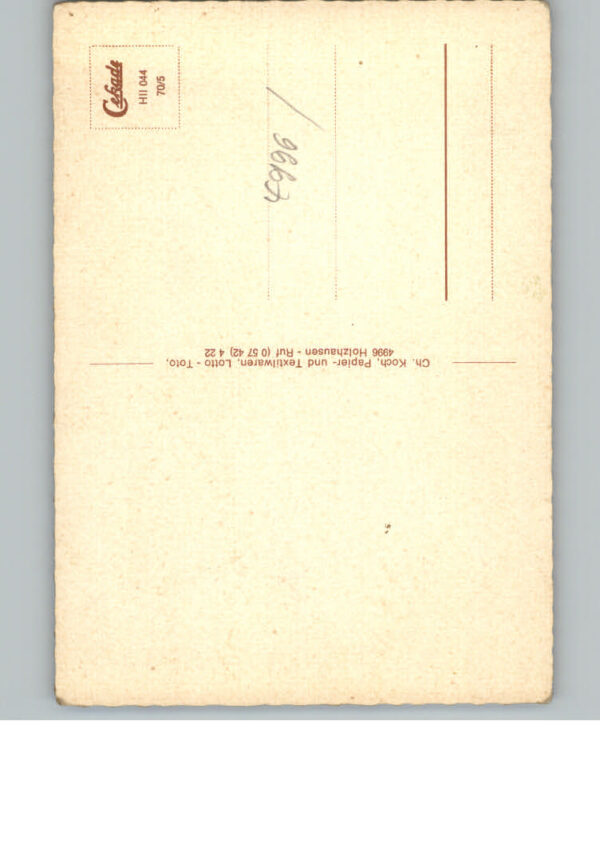 Cekade
HII 044
70/5
4996 /
Ch. Koch, Papier- und Textilwaren, Lotto - Toto,
4996 Holzhausen - Ruf (0 57 42) 4 22